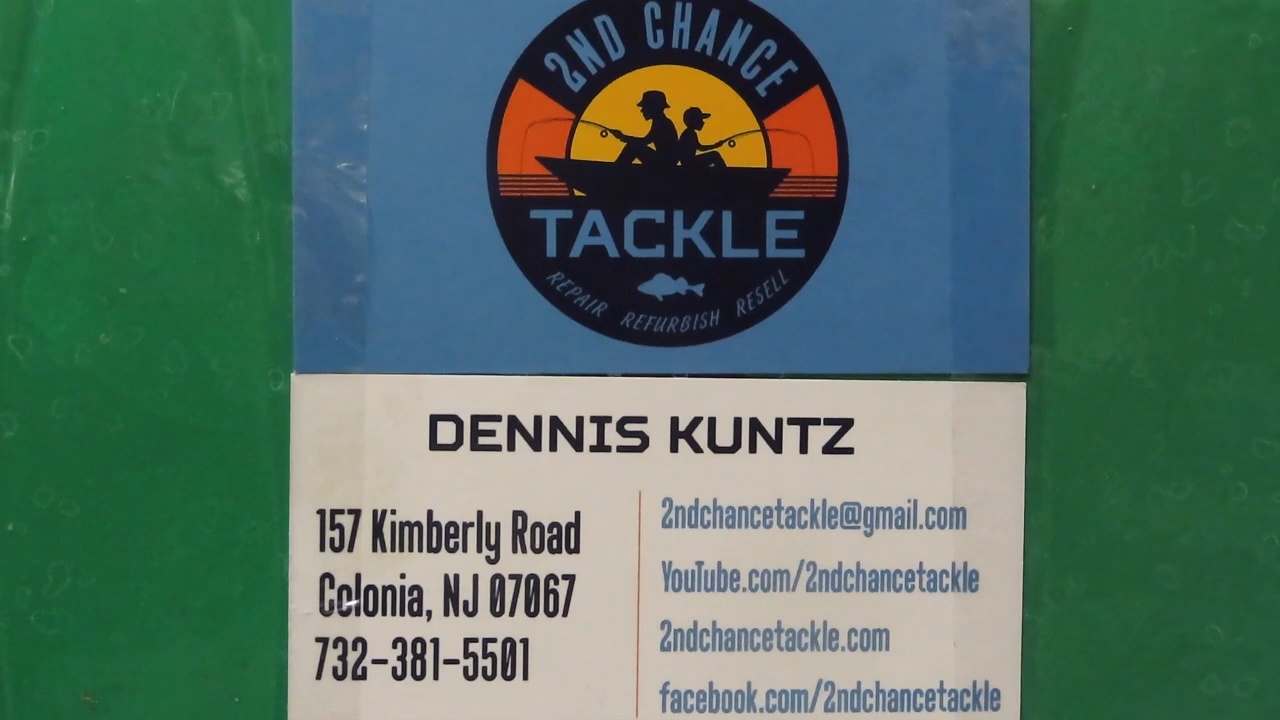 2ND CHANCE
TACKLE
REPAIR REFURBISH RESELL
DENNIS KUNTZ
157 Kimberly Road
Colonia, NJ 07067
732-381-5501
2ndchancetackle@gmail.com
YouTube.com/2ndchancetackle
2ndchancetackle.com
facebook.com/2ndchancetackle